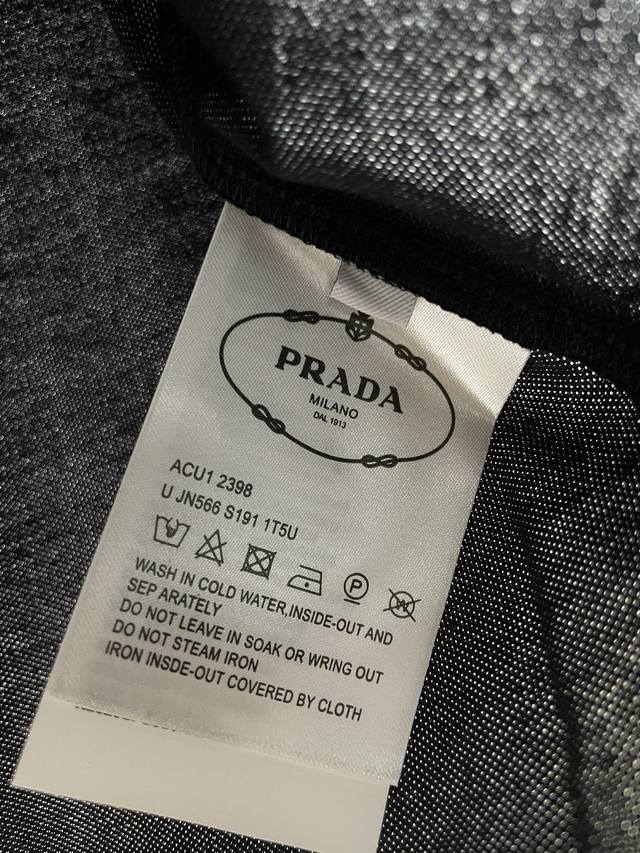 PRADA
MILANO
DAL 1913
ACU1 2398
U JN566 S191 1T5U
P
W
WASH IN COLD WATER,INSIDE-OUT AND
SEP ARATELY
DO NOT LEAVE IN SOAK OR WRING OUT
DO NOT STEAM IRON
IRON INSDE-OUT COVERED BY CLOTH